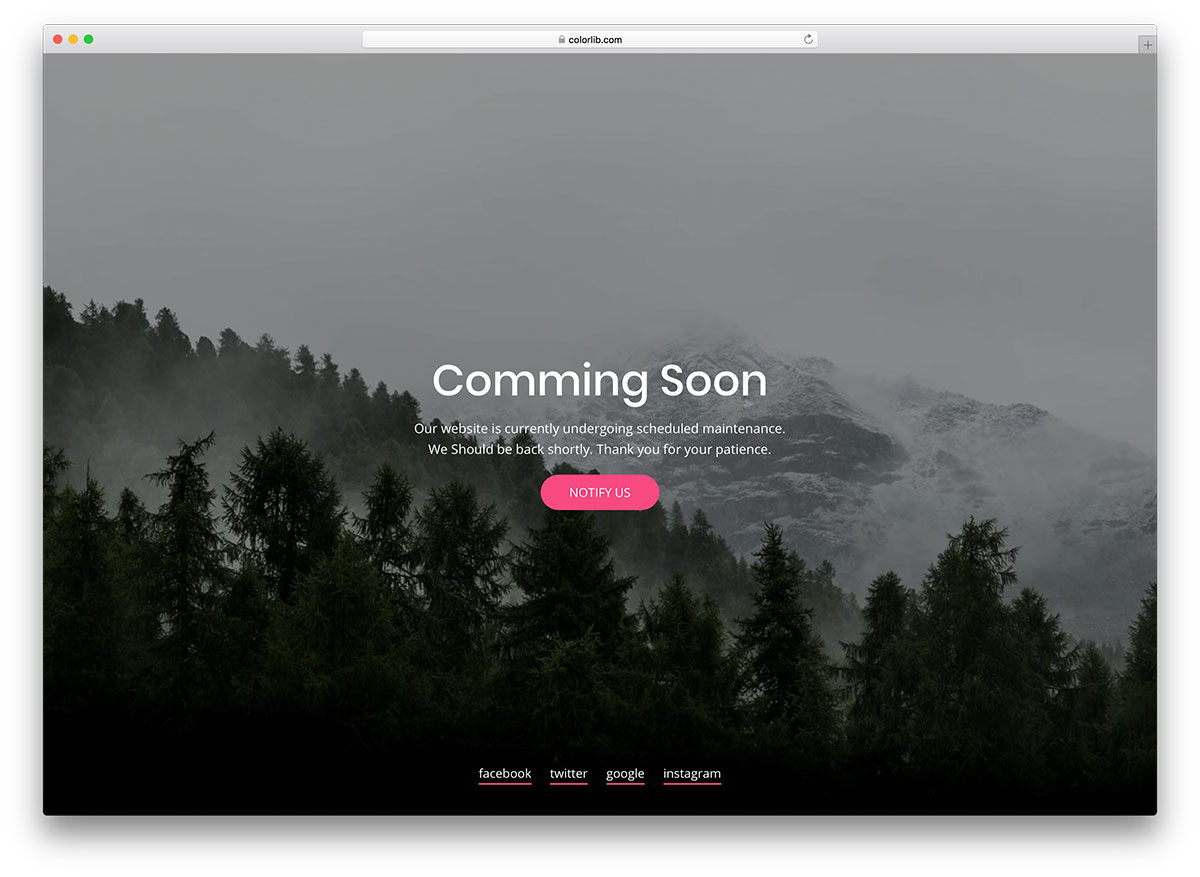 colorlib.com
Comming Soon
Our website is currently undergoing scheduled maintenance.
We Should be back shortly. Thank you for your patience.
NOTIFY US
facebook twitter google instagram